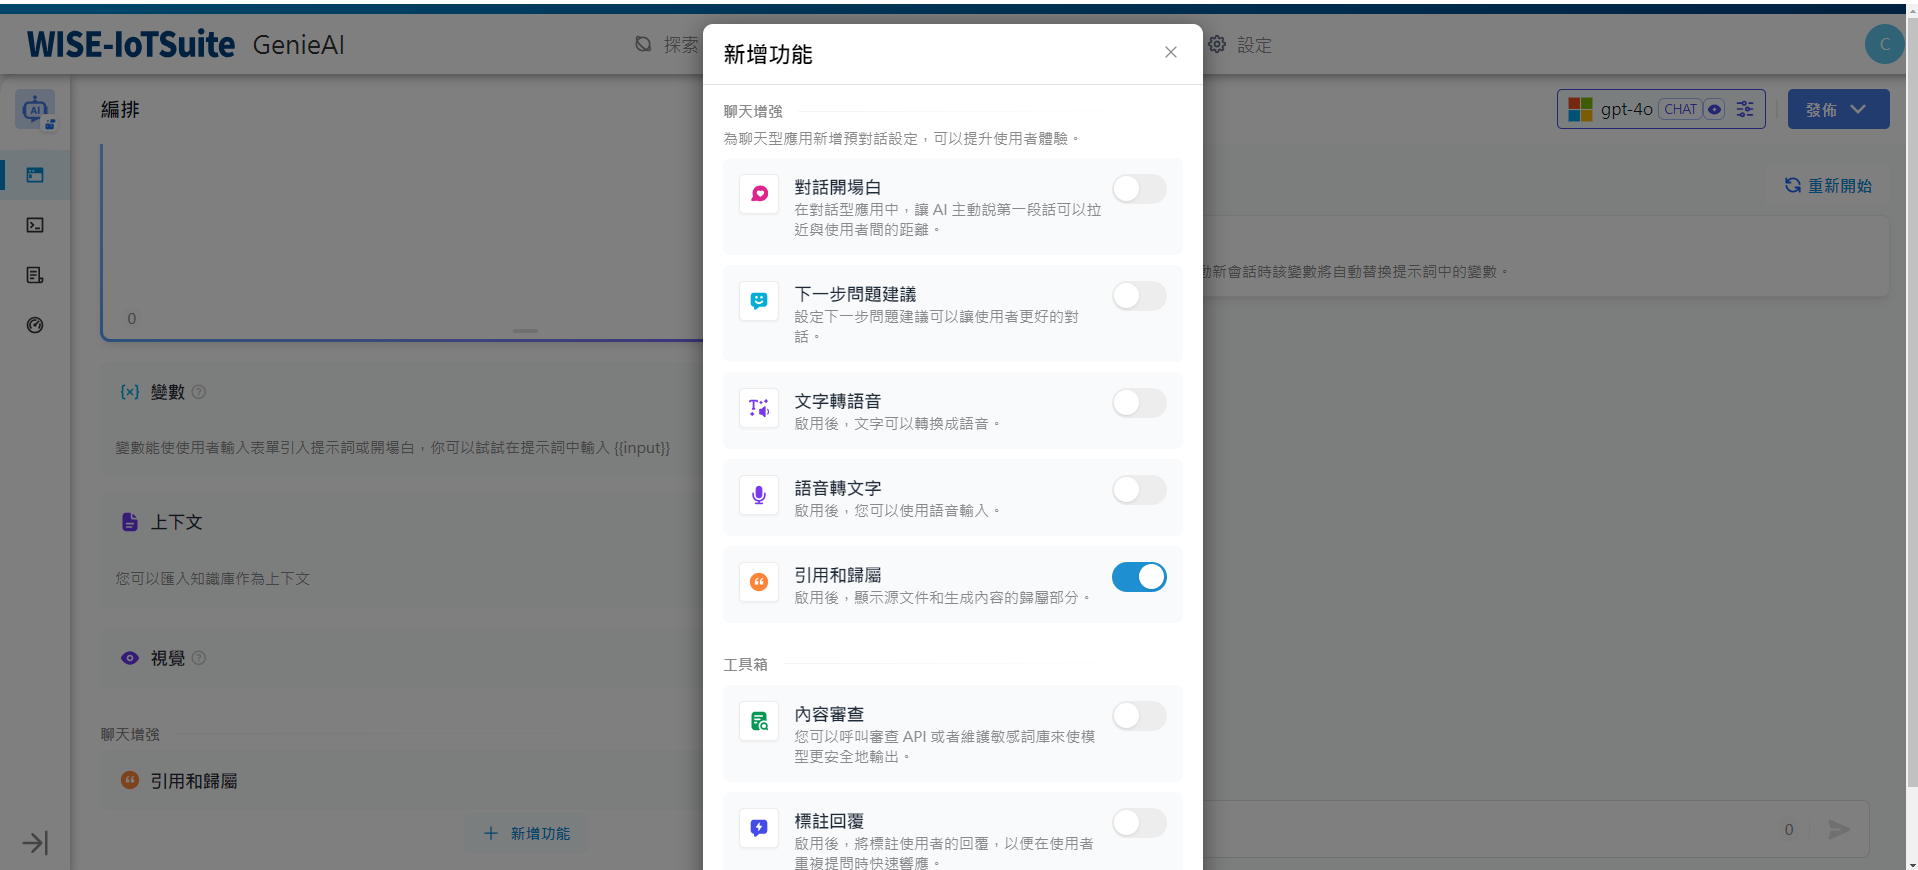 WISE-IoTSuite GenieAI
探索
設定
C
編排
gpt-4o CHAT
發佈
重新開始
動新會話時該變數將自動替換提示詞中的變數。
0
變數
變數能使使用者輸入表單引入提示詞或開場白，你可以試試在提示詞中輸入 {{input}}
上下文
您可以匯入知識庫作為上下文
視覺
聊天增強
引用和歸屬
新增功能
新增功能
聊天增強
為聊天型應用新增預對話設定，可以提升使用者體驗。
對話開場白
在對話型應用中，讓 AI 主動說第一段話可以拉
近與使用者間的距離。
下一步問題建議
設定下一步問題建議可以讓使用者更好的對
話。
文字轉語音
啟用後，文字可以轉換成語音。
語音轉文字
啟用後，您可以使用語音輸入。
引用和歸屬
啟用後，顯示源文件和生成內容的歸屬部分。
工具箱
內容審查
您可以呼叫審查 API 或者維護敏感詞庫來使模
型更安全地輸出。
標註回覆
啟用後，將標註使用者的回覆，以便在使用者
重複提問時快速響應。
0